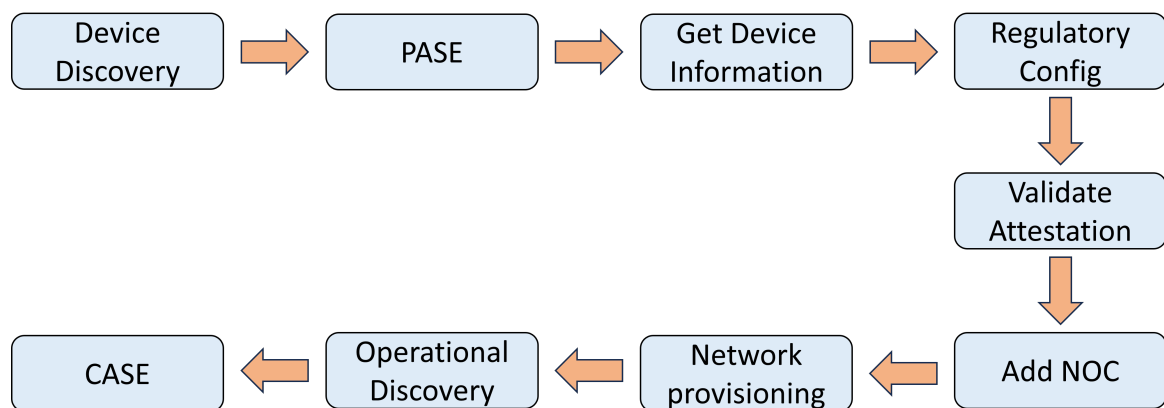 Device
Discovery
PASE
Get Device
Information
Regulatory
Config
Validate
Attestation
Add NOC
Network
provisioning
Operational
Discovery
CASE